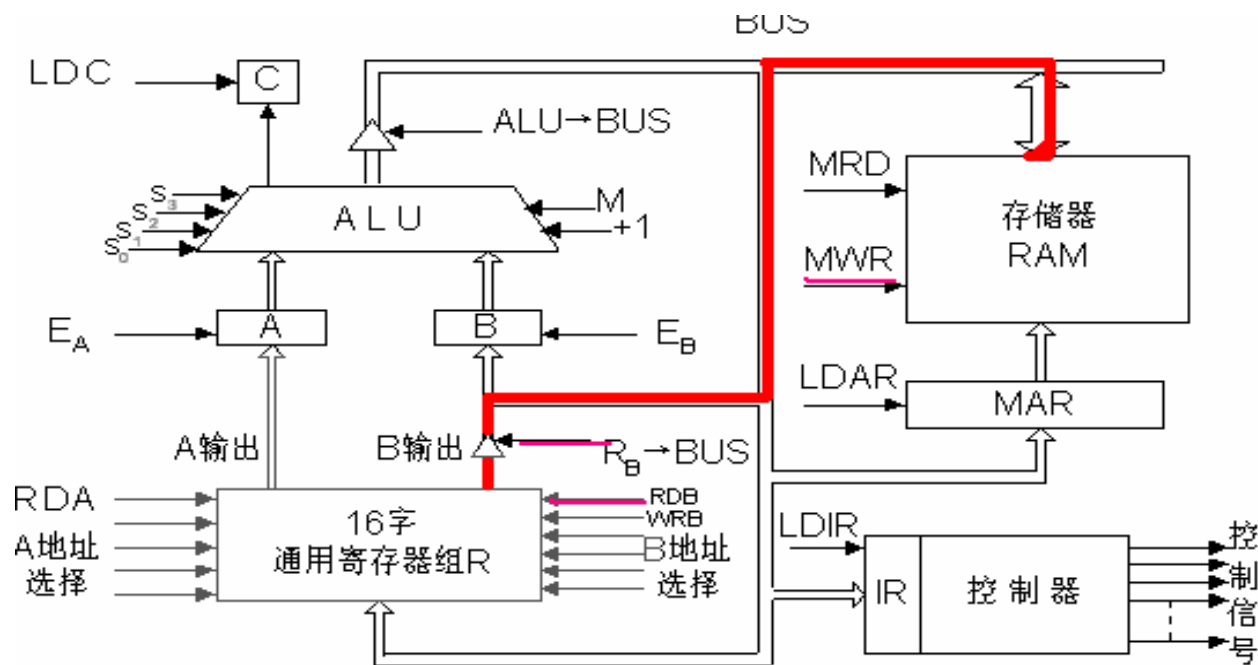 BUS
LDC
C
ALU→BUS
MRD
S3
S2
S1
S0
ALU
M
+1
存储器
RAM
MWR
EA
A
B
EB
LDAR
MAR
A输出
B输出
RB→BUS
RDA
RDB
WRB
16字
通用寄存器组R
A地址
选择
B地址
选择
LDIR
IR
控制器
控
制
信
号